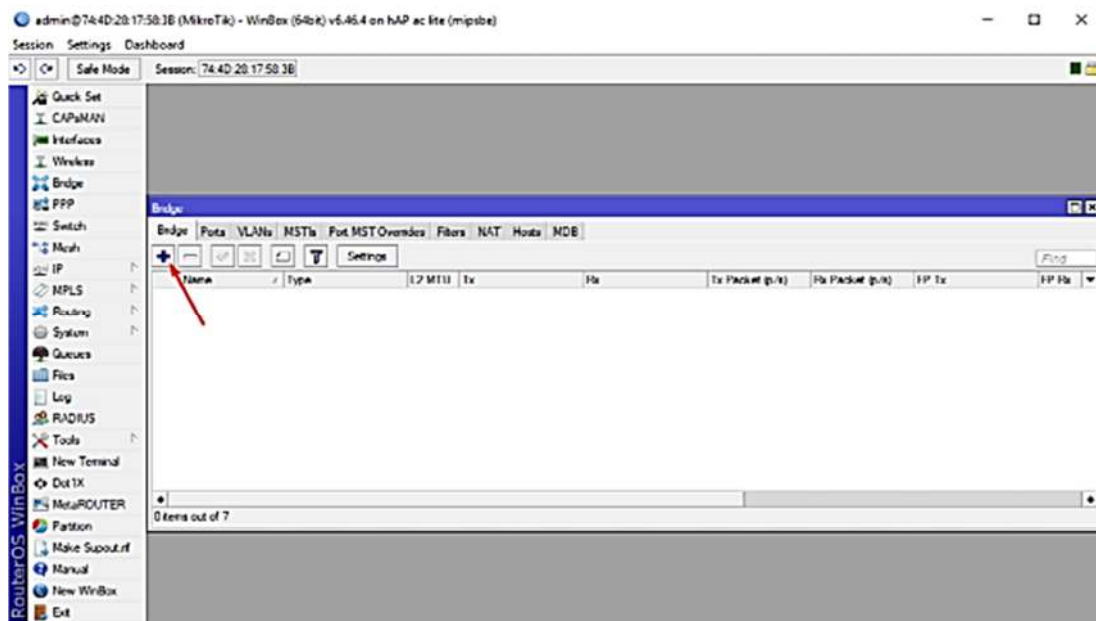 admin@74:4D:28:17:58:3B (MikroTik) - WinBox (64bit) v6.46.4 on hAP ac lite (mipsbe)
Session Settings Dashboard
Safe Mode Session: 74:4D:28:17:58:3B
Quick Set
CAPsMAN
Interfaces
Wireless
Bridge
PPP
Switch
Mesh
IP
MPLS
Routing
System
Queues
Files
Log
RADIUS
Tools
New Terminal
Dot1X
MetaROUTER
Partition
Make Supout.rif
Manual
New WinBox
Exit
RouterOS WinBox
Bridge
Bridge Ports VLANs MSTIs Port MST Overrides Filters NAT Hosts MDB
Settings Find
Name Type L2 MTU Tx Rx Tx Packet (p/s) Rx Packet (p/s) FP Tx FP Rx
0 items out of 7